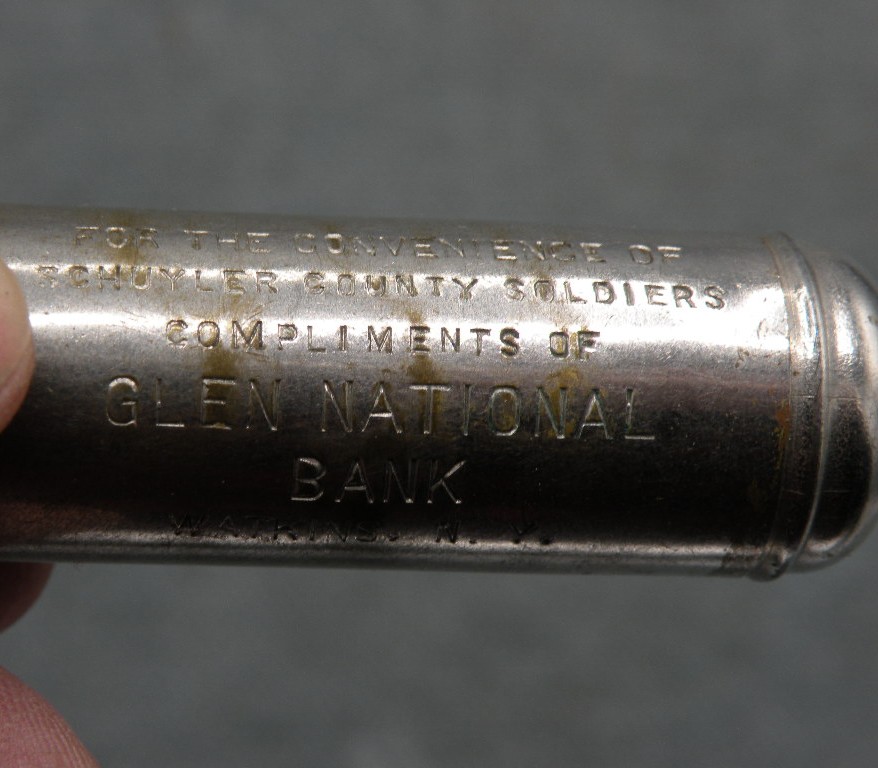 FOR THE CONVENIENCE OF
SCHUYLER COUNTY SOLDIERS
COMPLIMENTS OF
GLEN NATIONAL
BANK
WATKINS, N. Y.